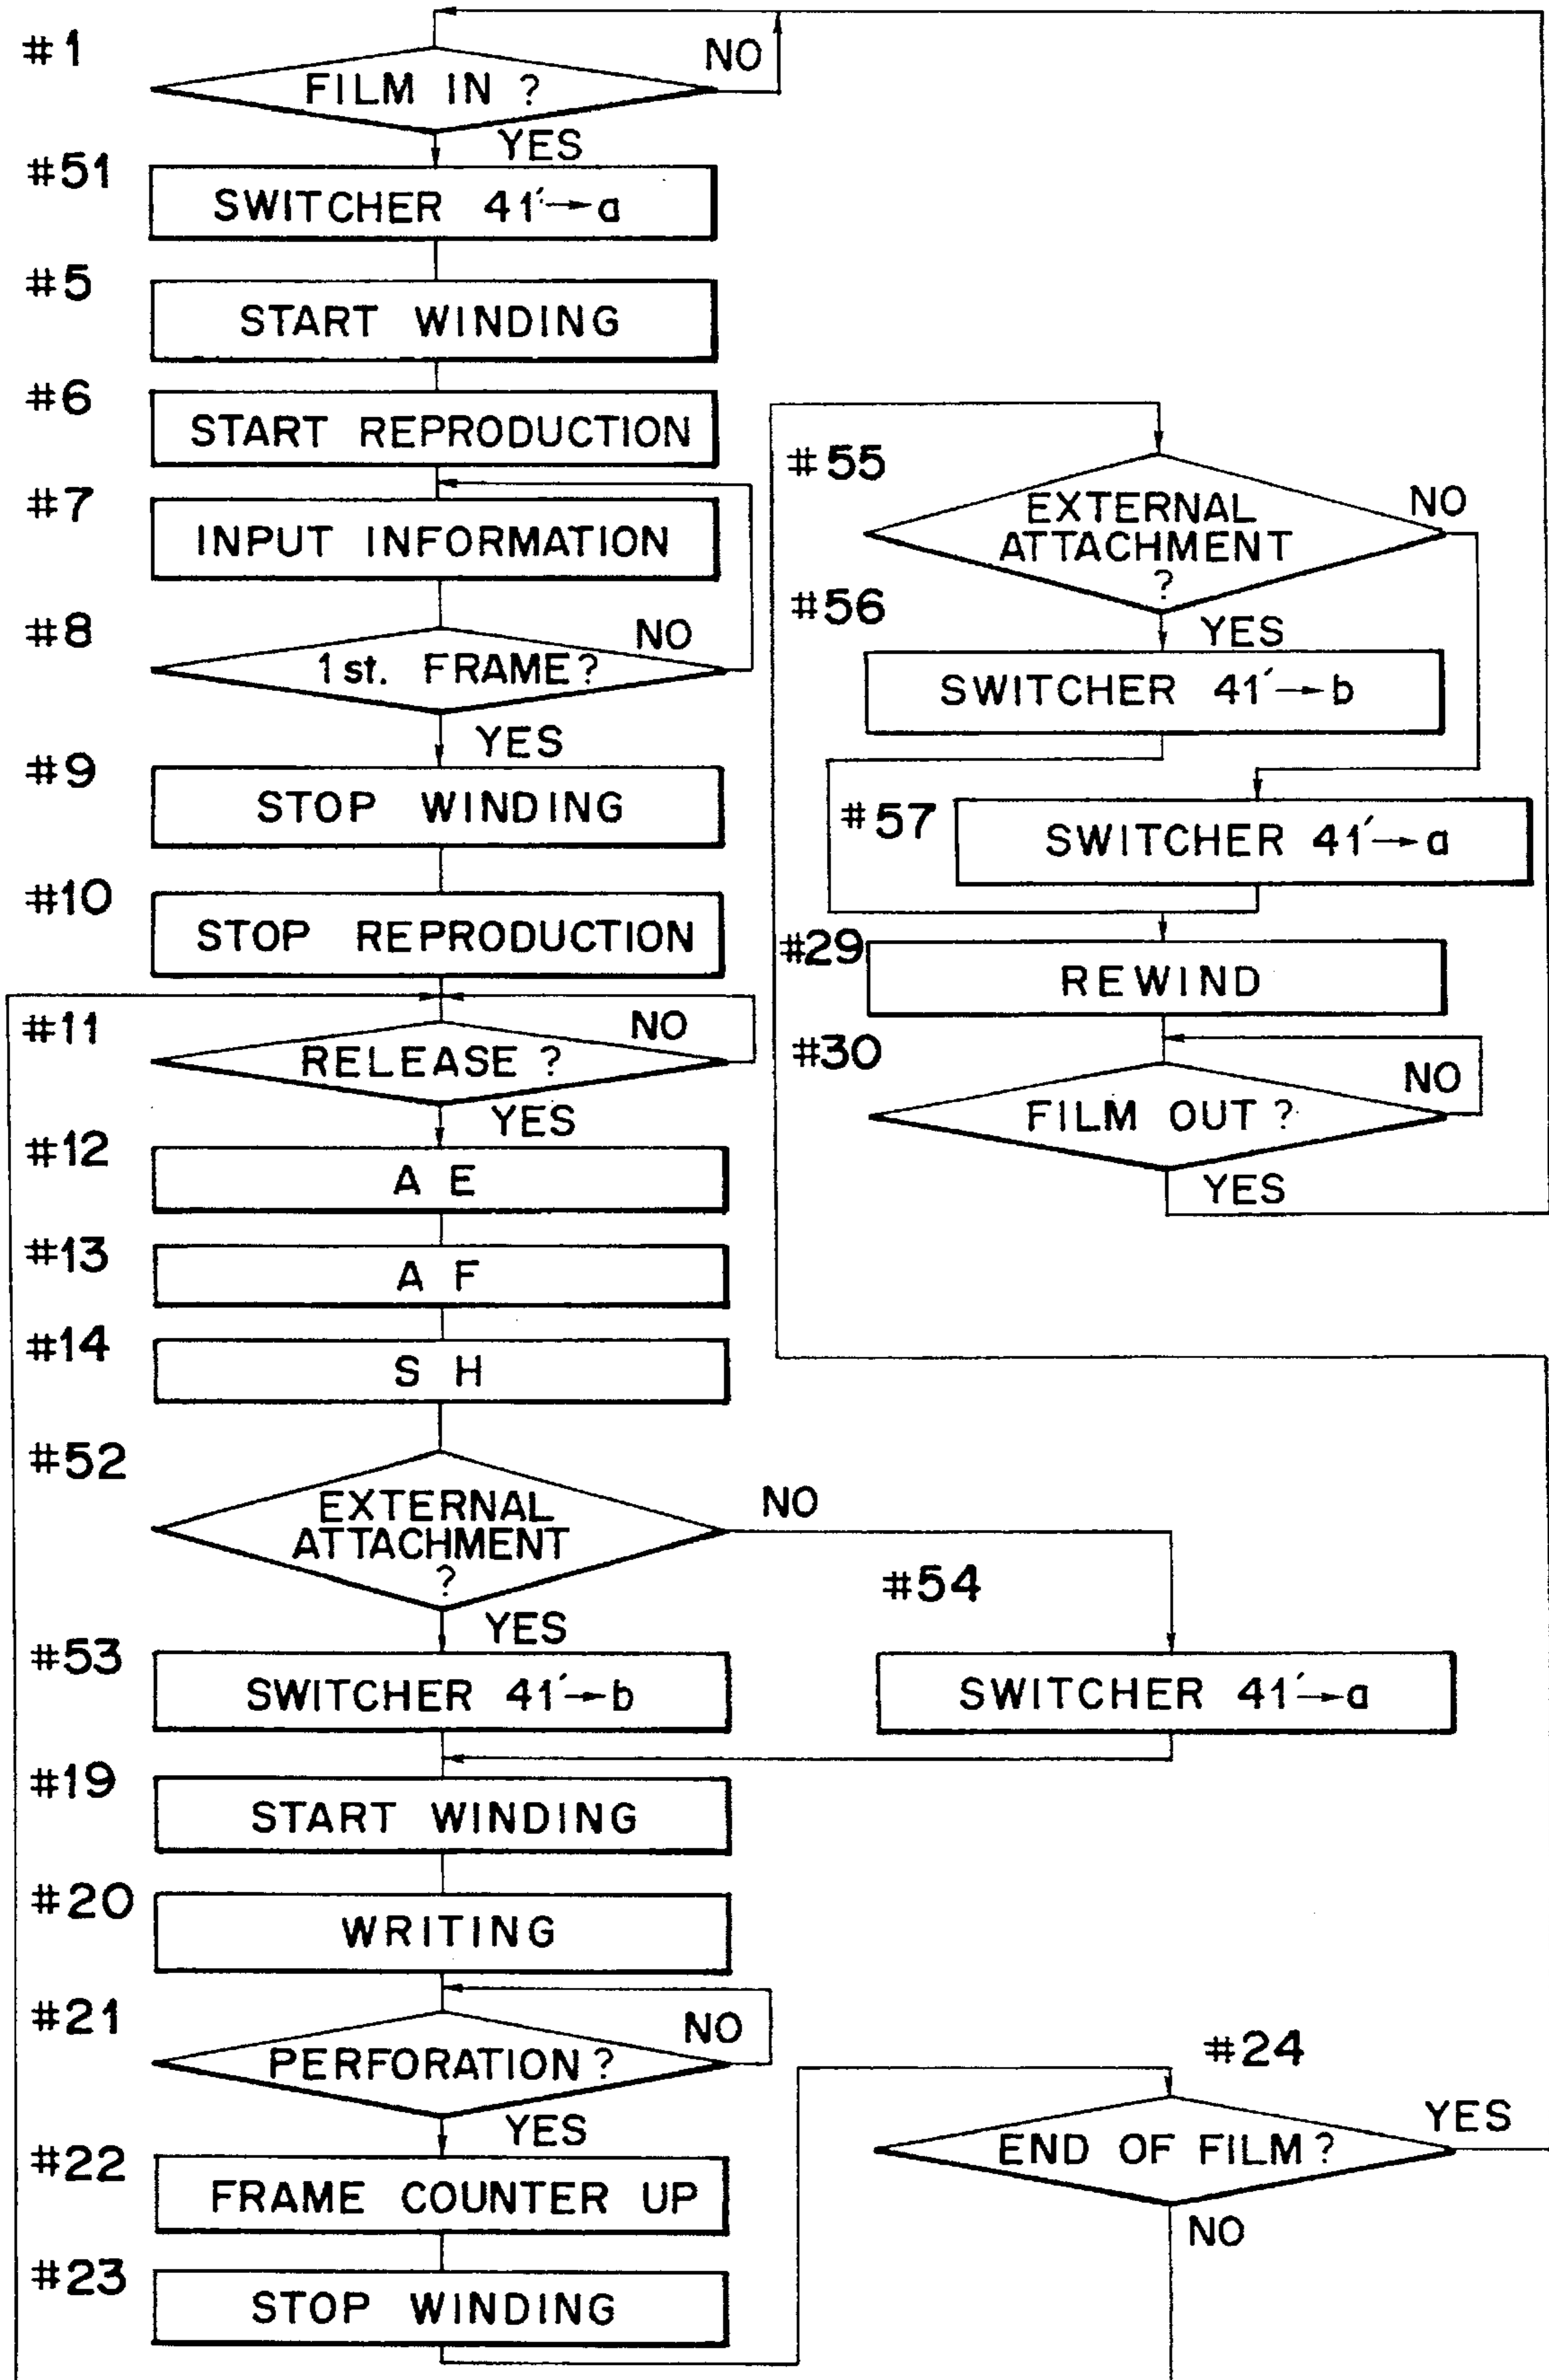 #1
FILM IN ?
NO
YES
#51
SWITCHER 41'→a
#5
START WINDING
#6
START REPRODUCTION
#7
INPUT INFORMATION
#8
1st. FRAME?
NO
YES
#9
STOP WINDING
#10
STOP REPRODUCTION
#11
RELEASE ?
NO
YES
#12
A E
#13
A F
#14
S H
#52
EXTERNAL
ATTACHMENT
?
NO
YES
#53
SWITCHER 41'→b
#54
SWITCHER 41'→a
#19
START WINDING
#20
WRITING
#21
PERFORATION ?
NO
YES
#22
FRAME COUNTER UP
#23
STOP WINDING
#24
END OF FILM ?
YES
NO
#55
EXTERNAL
ATTACHMENT
?
NO
YES
#56
SWITCHER 41'→b
#57
SWITCHER 41'→a
#29
REWIND
#30
FILM OUT ?
NO
YES